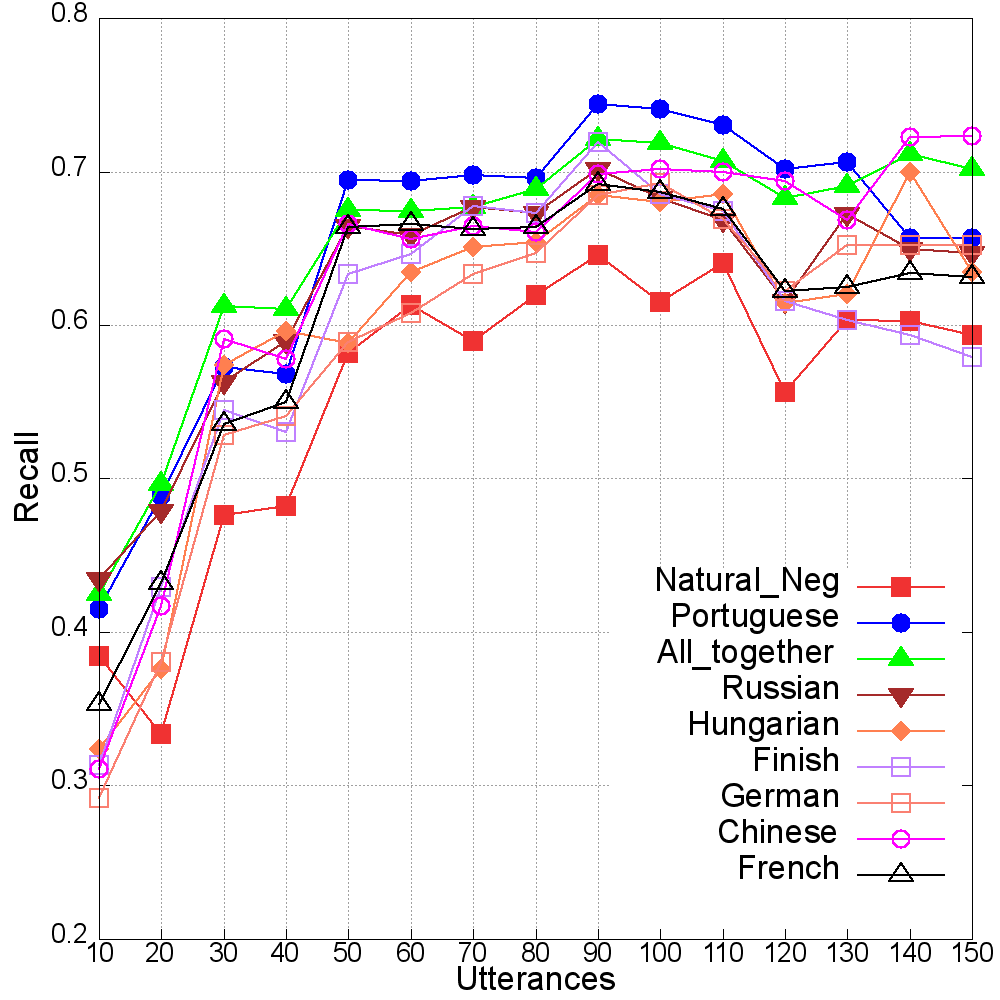 0.8
0.7
0.6
0.5
0.4
0.3
0.2
Recall
Natural_Neg
Portuguese
All_together
Russian
Hungarian
Finish
German
Chinese
French
10 20 30 40 50 60 70 80 90 100 110 120 130 140 150
Utterances